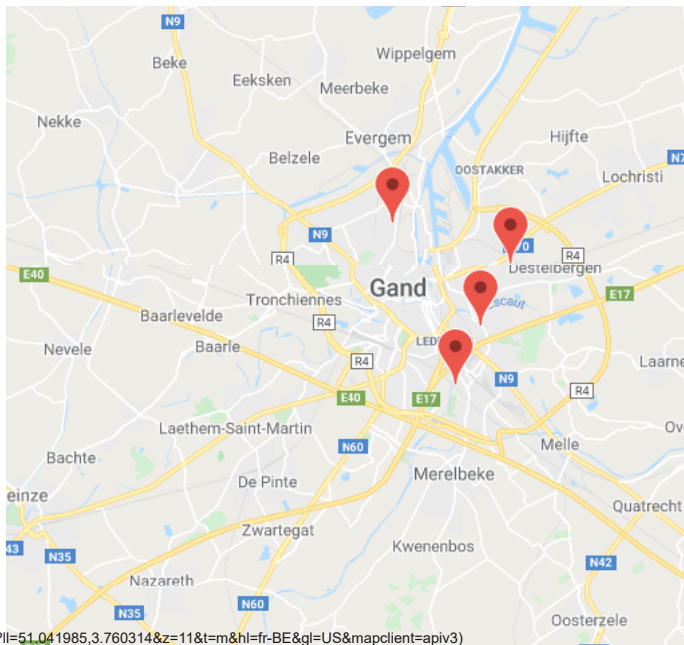 N9
Wippelgem
Beke
Eeksken
Meerbeke
Nekke
Evergem
Hijfte
Belzele
N7
OOSTAKKER
Lochristi
N9
R4
R4
Destelbergen
E40
Gand
E17
Tronchiennes
Baarlevelde
R4
Nevele
Baarle
LED
Laarne
R4
N9
R4
E40
E17
Laethem-Saint-Martin
N60
Melle
Bachte
De Pinte
Merelbeke
einze
Quatrecht
Zwartegat
43
N35
Kwenenbos
N42
Nazareth
N60
N35
Oosterzele
?ll=51.041985,3.760314&z=11&t=m&hl=fr-BE&gl=US&mapclient=apiv3)